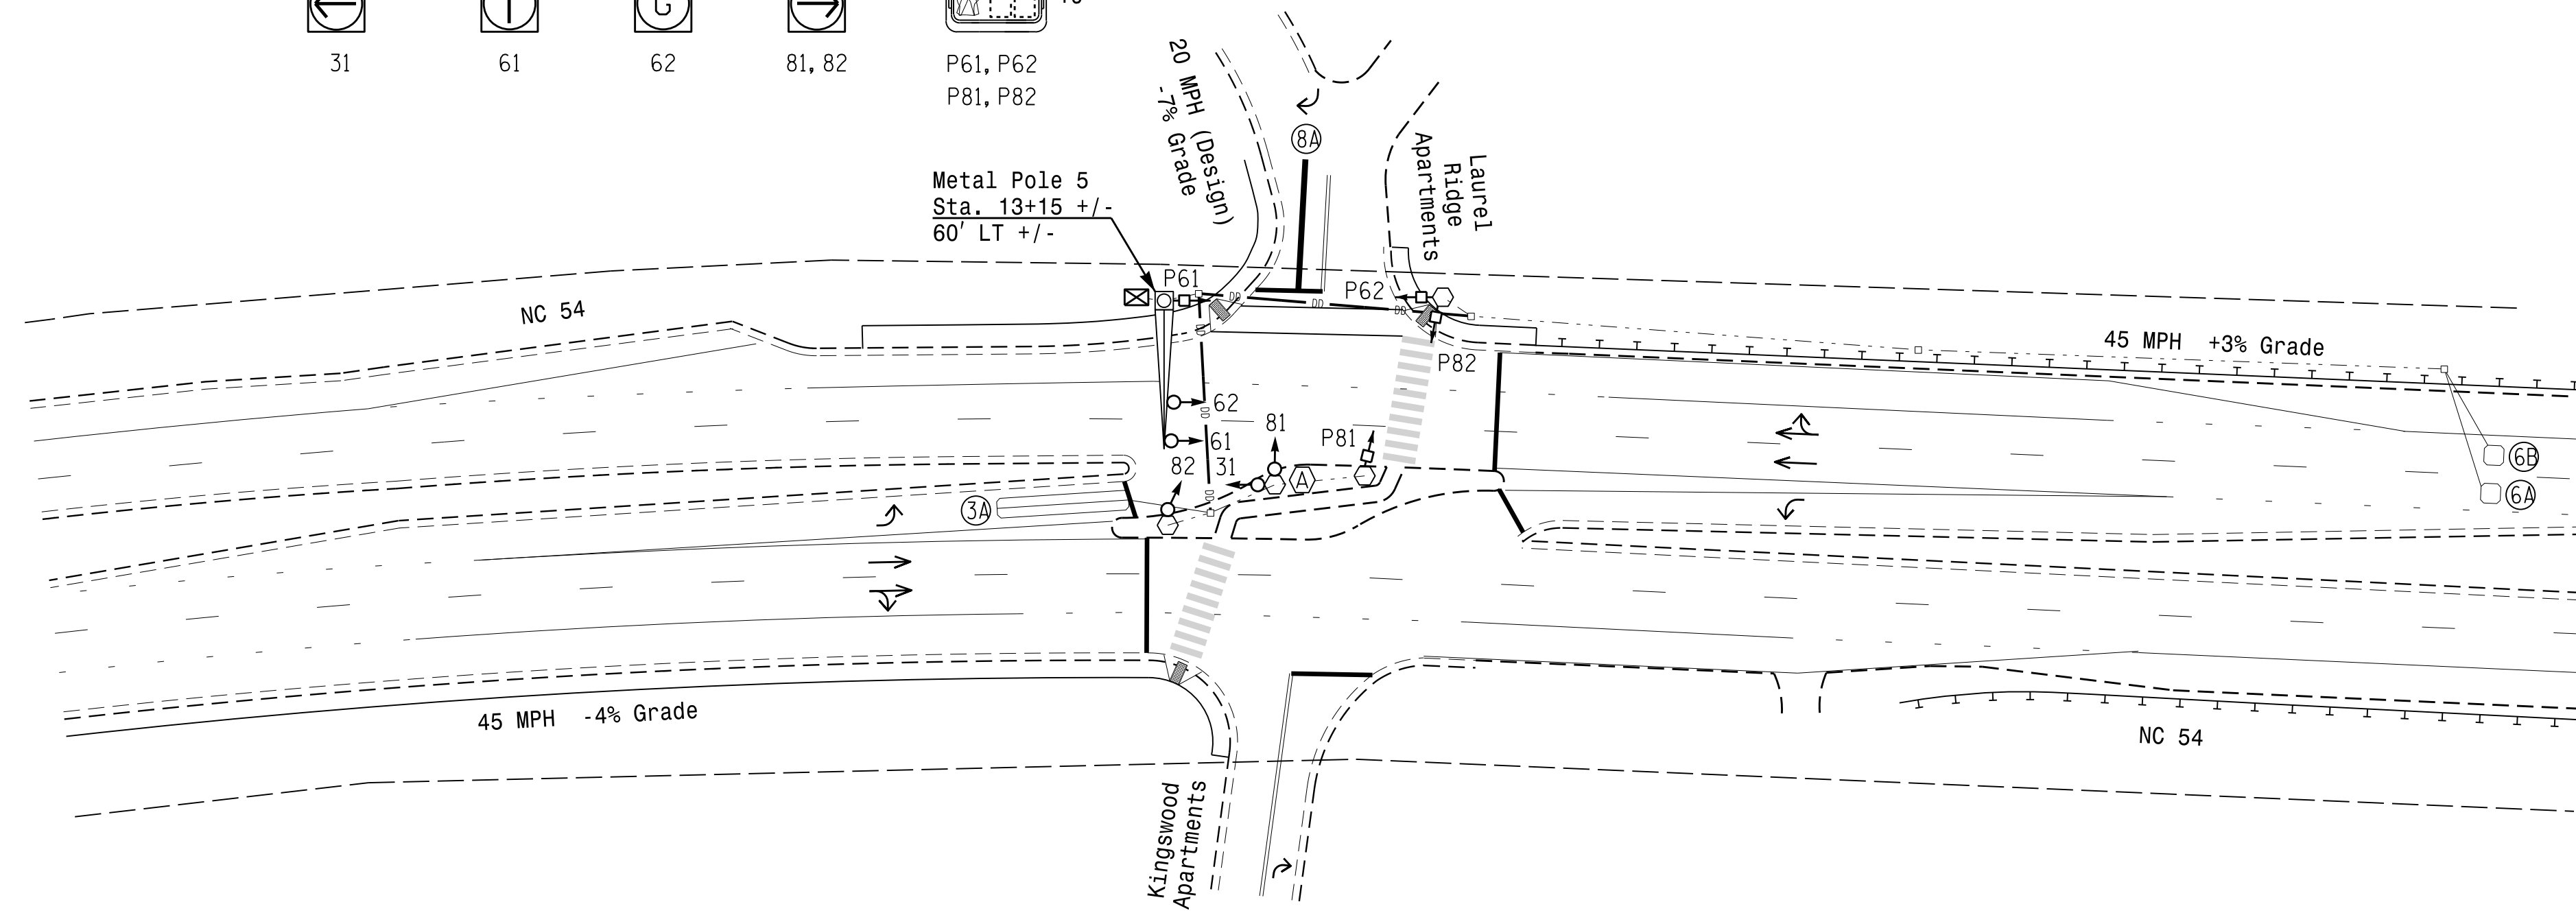 G
31
61
62
81, 82
P61, P62
P81, P82
20 MPH (Design)
-7% Grade
8A
Laurel
Ridge
Apartments
Metal Pole 5
Sta. 13+15 +/-
60' LT +/-
NC 54
P61
P62
P82
45 MPH +3% Grade
62
61
81
P81
82
31
A
3A
6B
6A
45 MPH -4% Grade
NC 54
Kingswood
Apartments